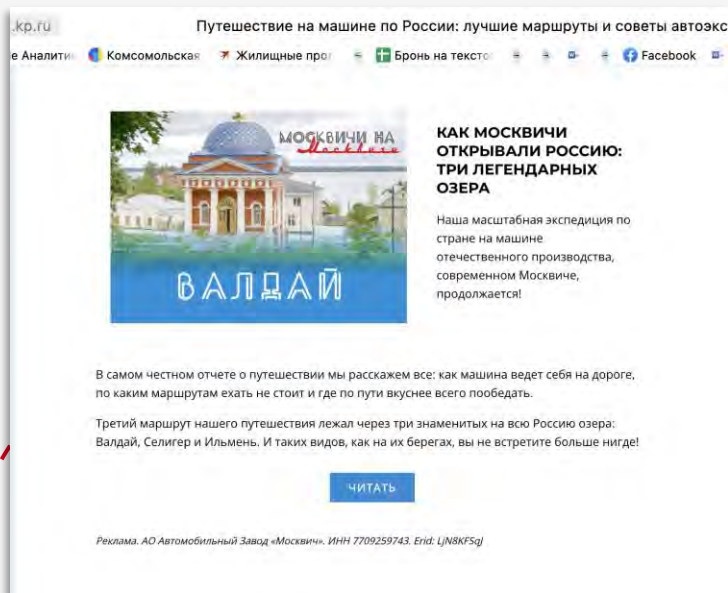 .kp.ru
Путешествие на машине по России: лучшие маршруты и советы автоэкс
е Аналити
Комсомольская
Жилищные прог
Бронь на тексто
Facebook
МОСКВИЧИ НА
Москвиче
ВАЛДАЙ
КАК МОСКВИЧИ
ОТКРЫВАЛИ РОССИЮ:
ТРИ ЛЕГЕНДАРНЫХ
ОЗЕРА
Наша масштабная экспедиция по
стране на машине
отечественного производства,
современном Москвиче,
продолжается!
В самом честном отчете о путешествии мы расскажем все: как машина ведет себя на дороге,
по каким маршрутам ехать не стоит и где по пути вкуснее всего пообедать.
Третий маршрут нашего путешествия лежал через три знаменитых на всю Россию озера:
Валдай, Селигер и Ильмень. И таких видов, как на их берегах, вы не встретите больше нигде!
ЧИТАТЬ
Реклама. АО Автомобильный Завод «Москвич». ИНН 7709259743. Erid: LjN8KFSqJ